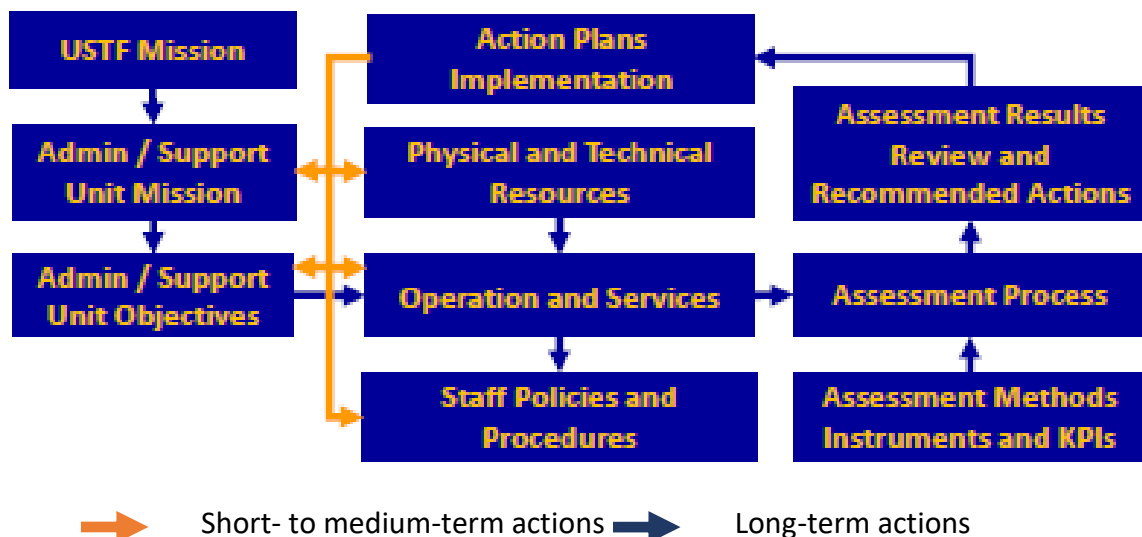 USTF Mission
Admin / Support
Unit Mission
Admin / Support
Unit Objectives
Action Plans
Implementation
Physical and Technical
Resources
Operation and Services
Staff Policies and
Procedures
Assessment Results
Review and
Recommended Actions
Assessment Process
Assessment Methods
Instruments and KPIs
Short- to medium-term actions
Long-term actions